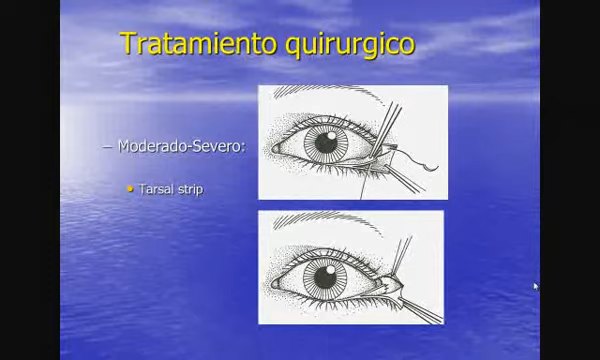 Tratamiento quirurgico
– Moderado-Severo:
• Tarsal strip